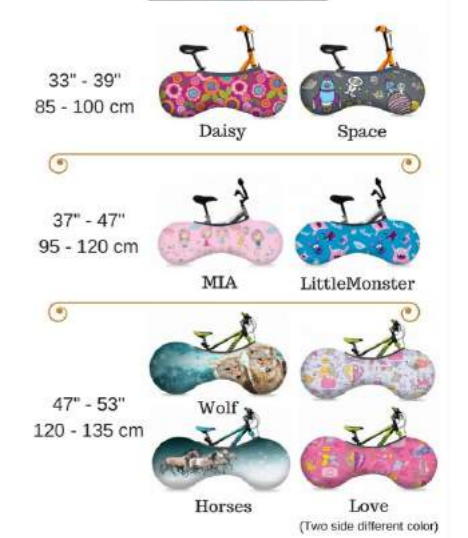 33" - 39"
85 - 100 cm
Daisy
Space
37" - 47"
95 - 120 cm
MIA
LittleMonster
47" - 53"
120 - 135 cm
Wolf
Horses
Love
(Two side different color)